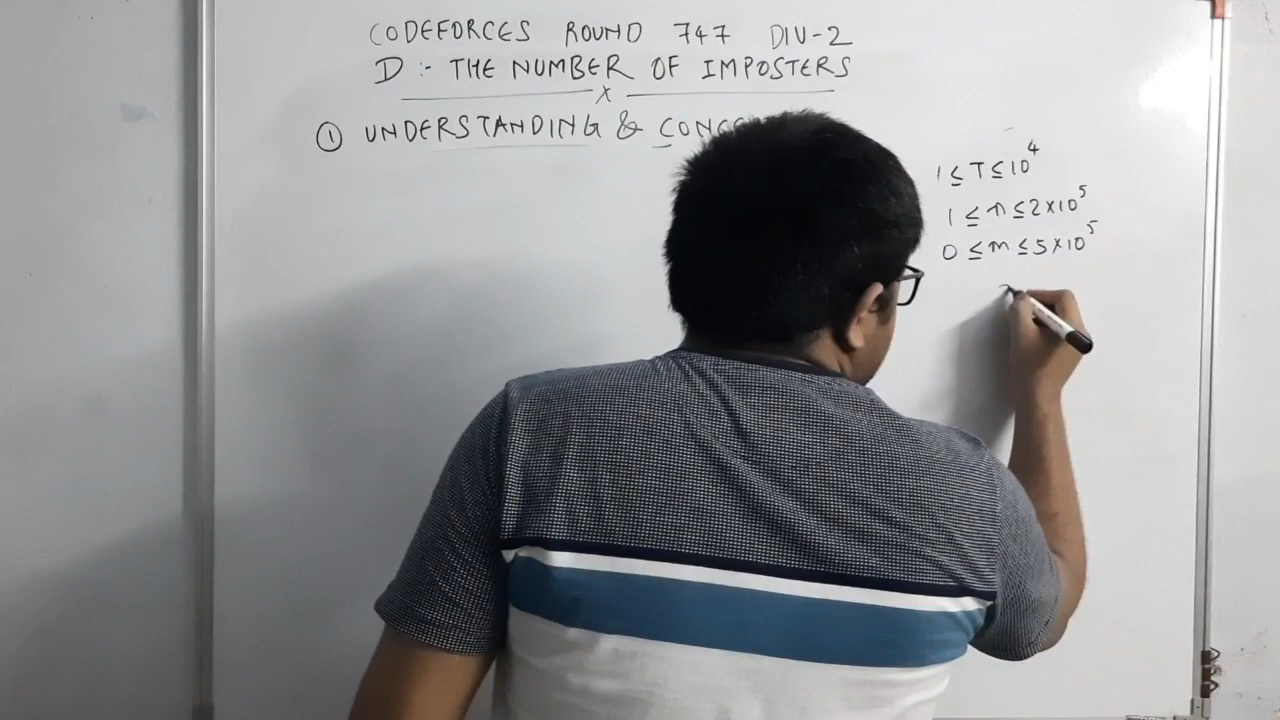 CODEFORCES ROUND 747 DIV-2
D :- THE NUMBER OF IMPOSTERS
x
① UNDERSTANDING &
1 ≤ T ≤ 10⁴
1 ≤ n ≤ 2×10⁵
0 ≤ m ≤ 5×10⁵